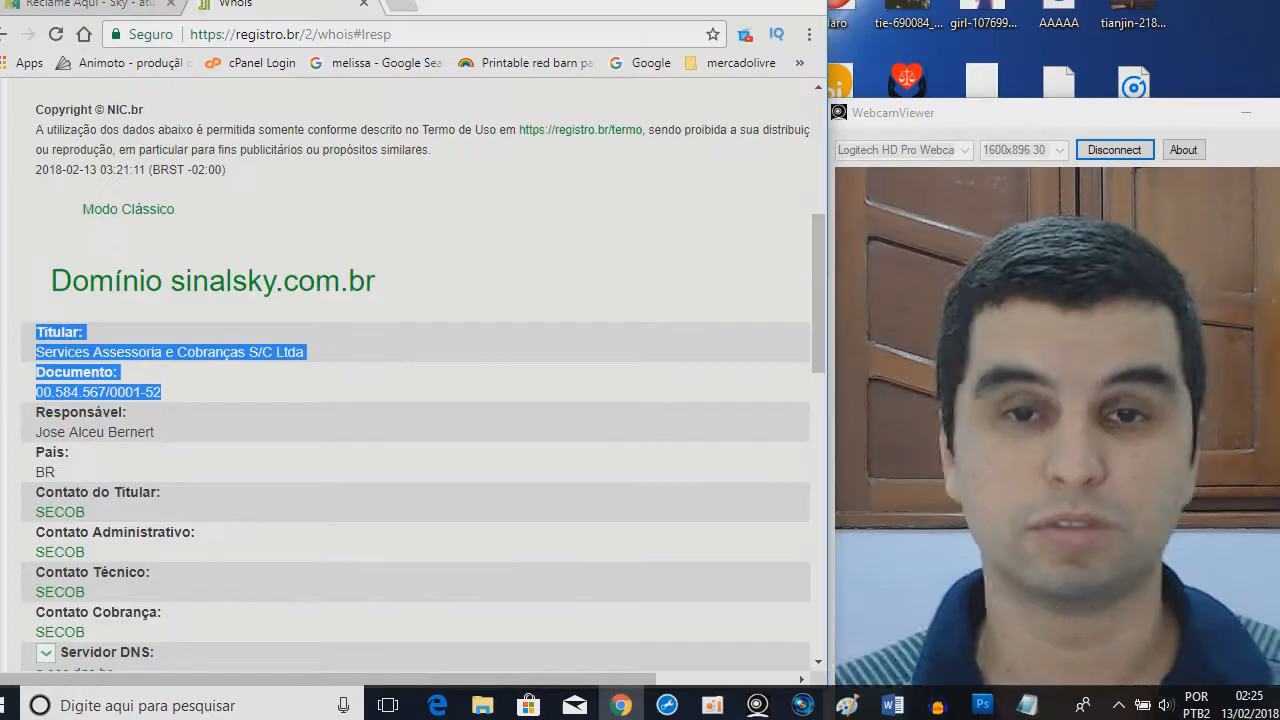 Reclame Aqui - Sky - atu
Whois
Seguro
https://registro.br/2/whois#lresp
IQ
Apps
Animoto - produçã
cPanel Login
melissa - Google Sea
Printable red barn pa
Google
mercadolivre
»
Copyright © NIC.br
A utilização dos dados abaixo é permitida somente conforme descrito no Termo de Uso em https://registro.br/termo, sendo proibida a sua distribuiç
ou reprodução, em particular para fins publicitários ou propósitos similares.
2018-02-13 03:21:11 (BRST -02:00)
Modo Clássico
Domínio sinalsky.com.br
Titular:
Services Assessoria e Cobranças S/C Ltda
Documento:
00.584.567/0001-52
Responsável:
Jose Alceu Bernert
País:
BR
Contato do Titular:
SECOB
Contato Administrativo:
SECOB
Contato Técnico:
SECOB
Contato Cobrança:
SECOB
Servidor DNS:
laro
tie-690084_...
girl-107699...
AAAAA
tianjin-218...
WebcamViewer
Logitech HD Pro Webca
1600x896 30
Disconnect
About
Digite aqui para pesquisar
Ps
POR
PTB2
02:25
13/02/2018